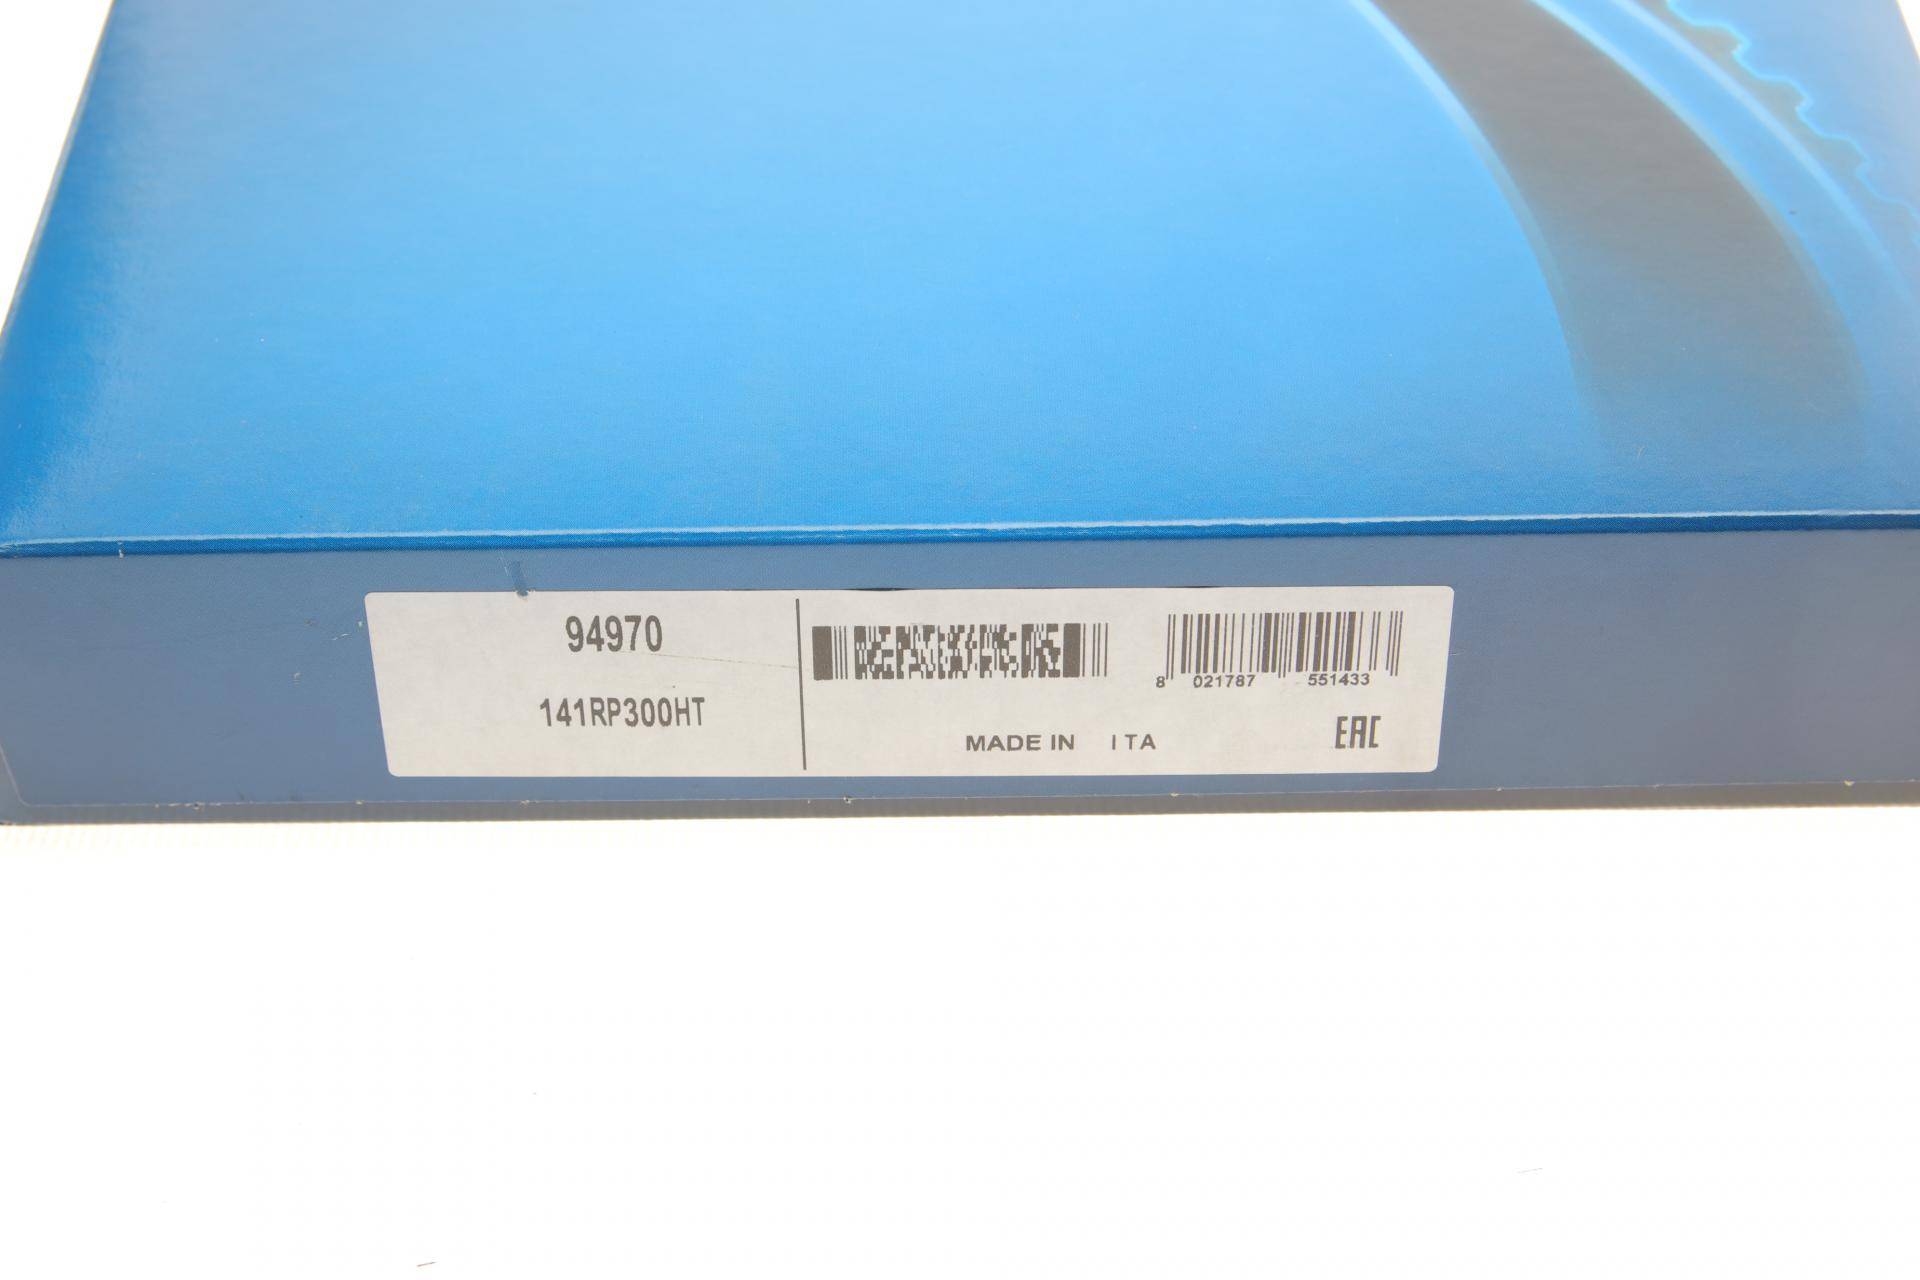 94970
141RP300HT
8 021787 551433
MADE IN ITA
EAC